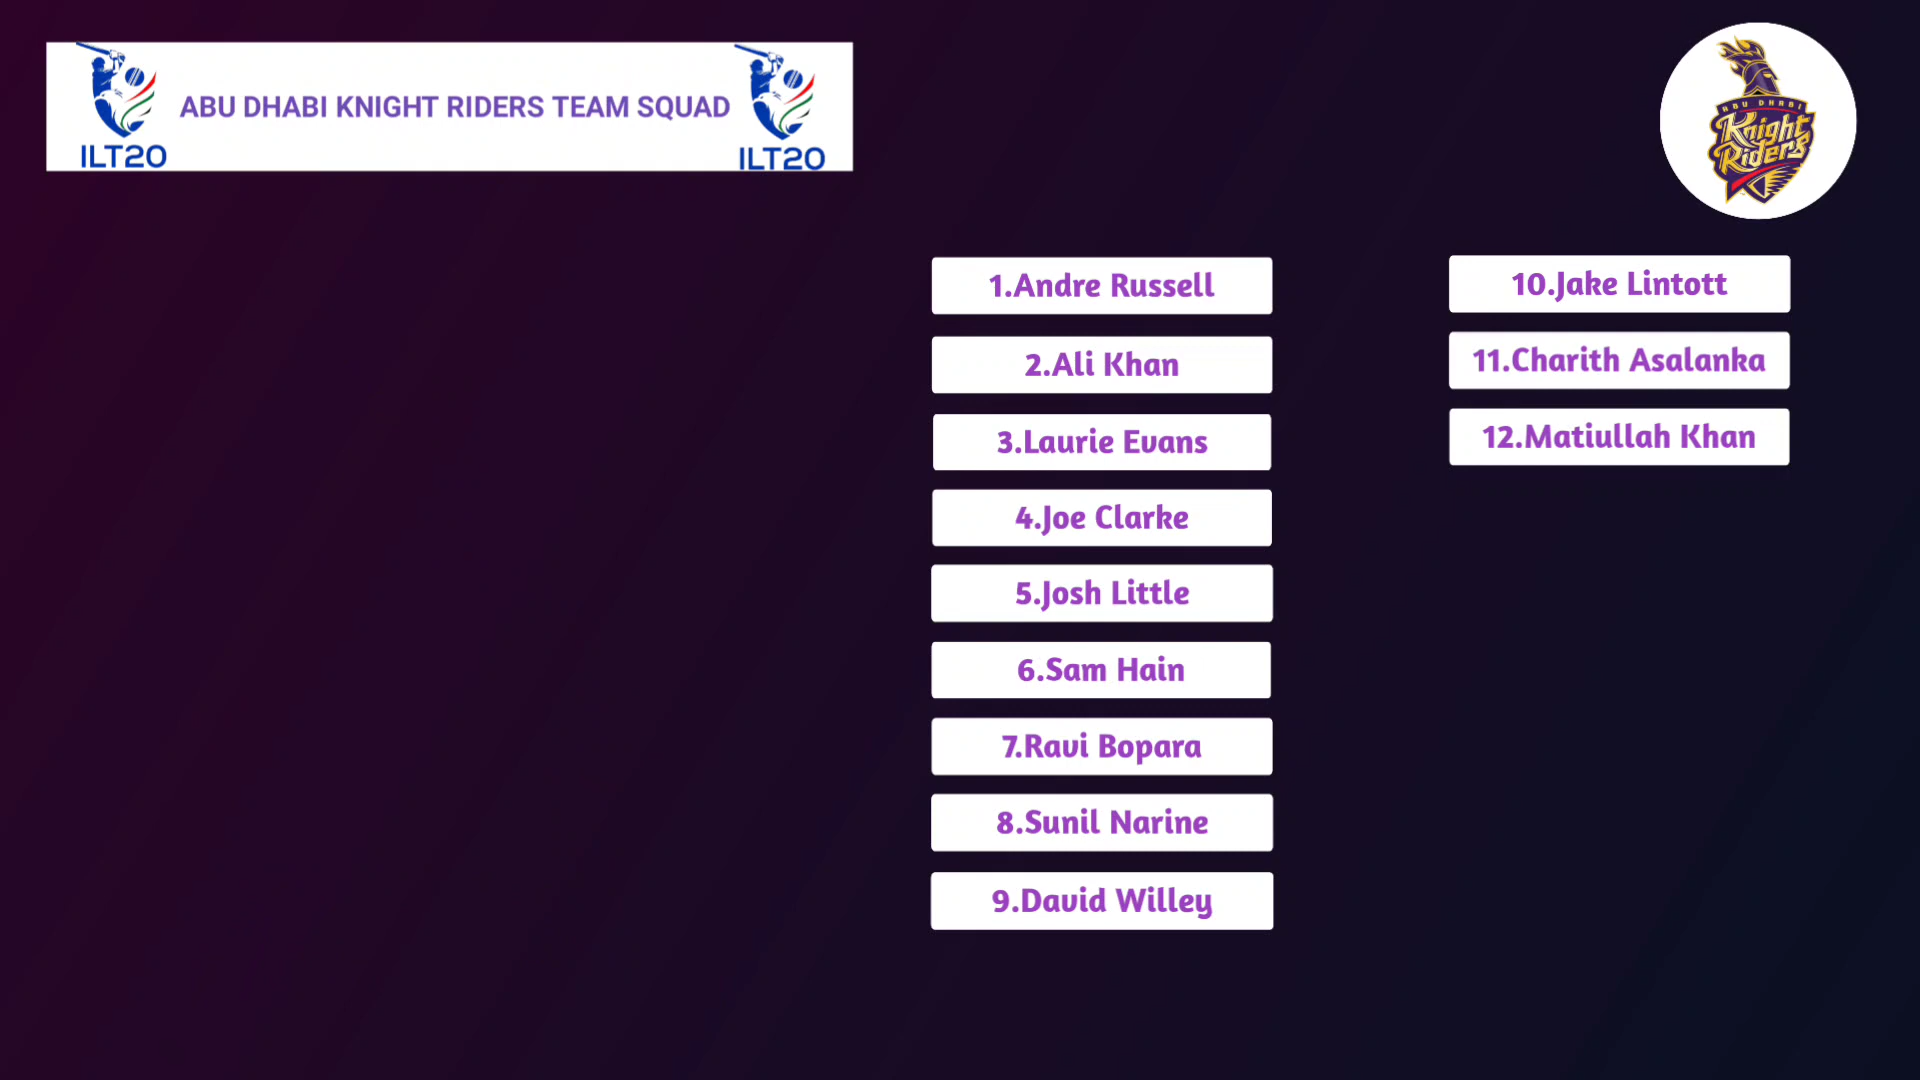 ABU DHABI KNIGHT RIDERS TEAM SQUAD
ILT20
ILT20
ABU DHABI
Knight
Riders
1.Andre Russell
2.Ali Khan
3.Laurie Evans
4.Joe Clarke
5.Josh Little
6.Sam Hain
7.Ravi Bopara
8.Sunil Narine
9.David Willey
10.Jake Lintott
11.Charith Asalanka
12.Matiullah Khan